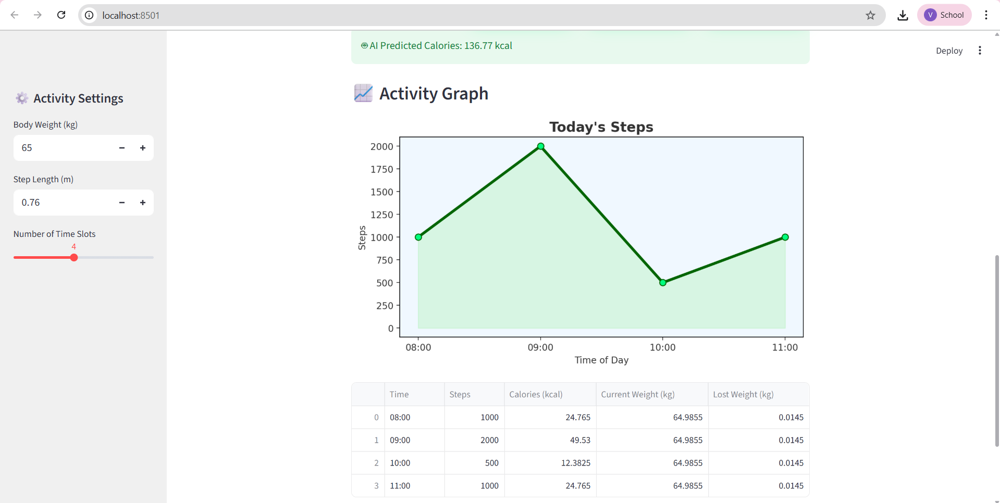 localhost:8501
V School
Deploy
Activity Settings
Body Weight (kg)
65
Step Length (m)
0.76
Number of Time Slots
4
AI Predicted Calories: 136.77 kcal
Activity Graph
Today's Steps
2000
1750
1500
1250
1000
750
500
250
0
Steps
08:00 09:00 10:00 11:00
Time of Day
Time Steps Calories (kcal) Current Weight (kg) Lost Weight (kg)
0 08:00 1000 24.765 64.9855 0.0145
1 09:00 2000 49.53 64.9855 0.0145
2 10:00 500 12.3825 64.9855 0.0145
3 11:00 1000 24.765 64.9855 0.0145